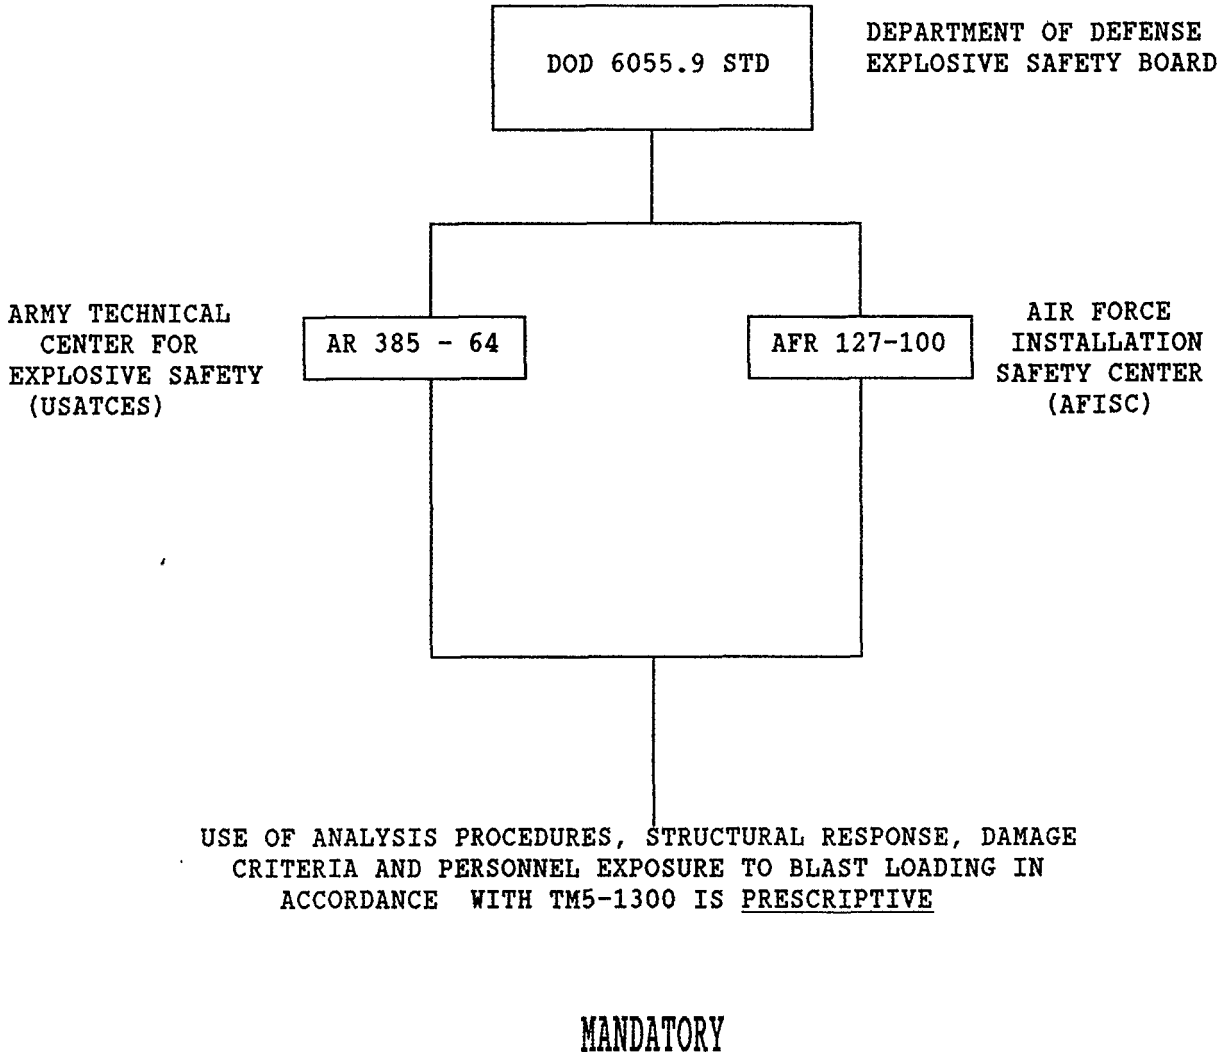 DOD 6055.9 STD
DEPARTMENT OF DEFENSE
EXPLOSIVE SAFETY BOARD
ARMY TECHNICAL
CENTER FOR
EXPLOSIVE SAFETY
(USATCES)
AR 385 - 64
AFR 127-100
AIR FORCE
INSTALLATION
SAFETY CENTER
(AFISC)
USE OF ANALYSIS PROCEDURES, STRUCTURAL RESPONSE, DAMAGE
CRITERIA AND PERSONNEL EXPOSURE TO BLAST LOADING IN
ACCORDANCE WITH TM5-1300 IS PRESCRIPTIVE
MANDATORY